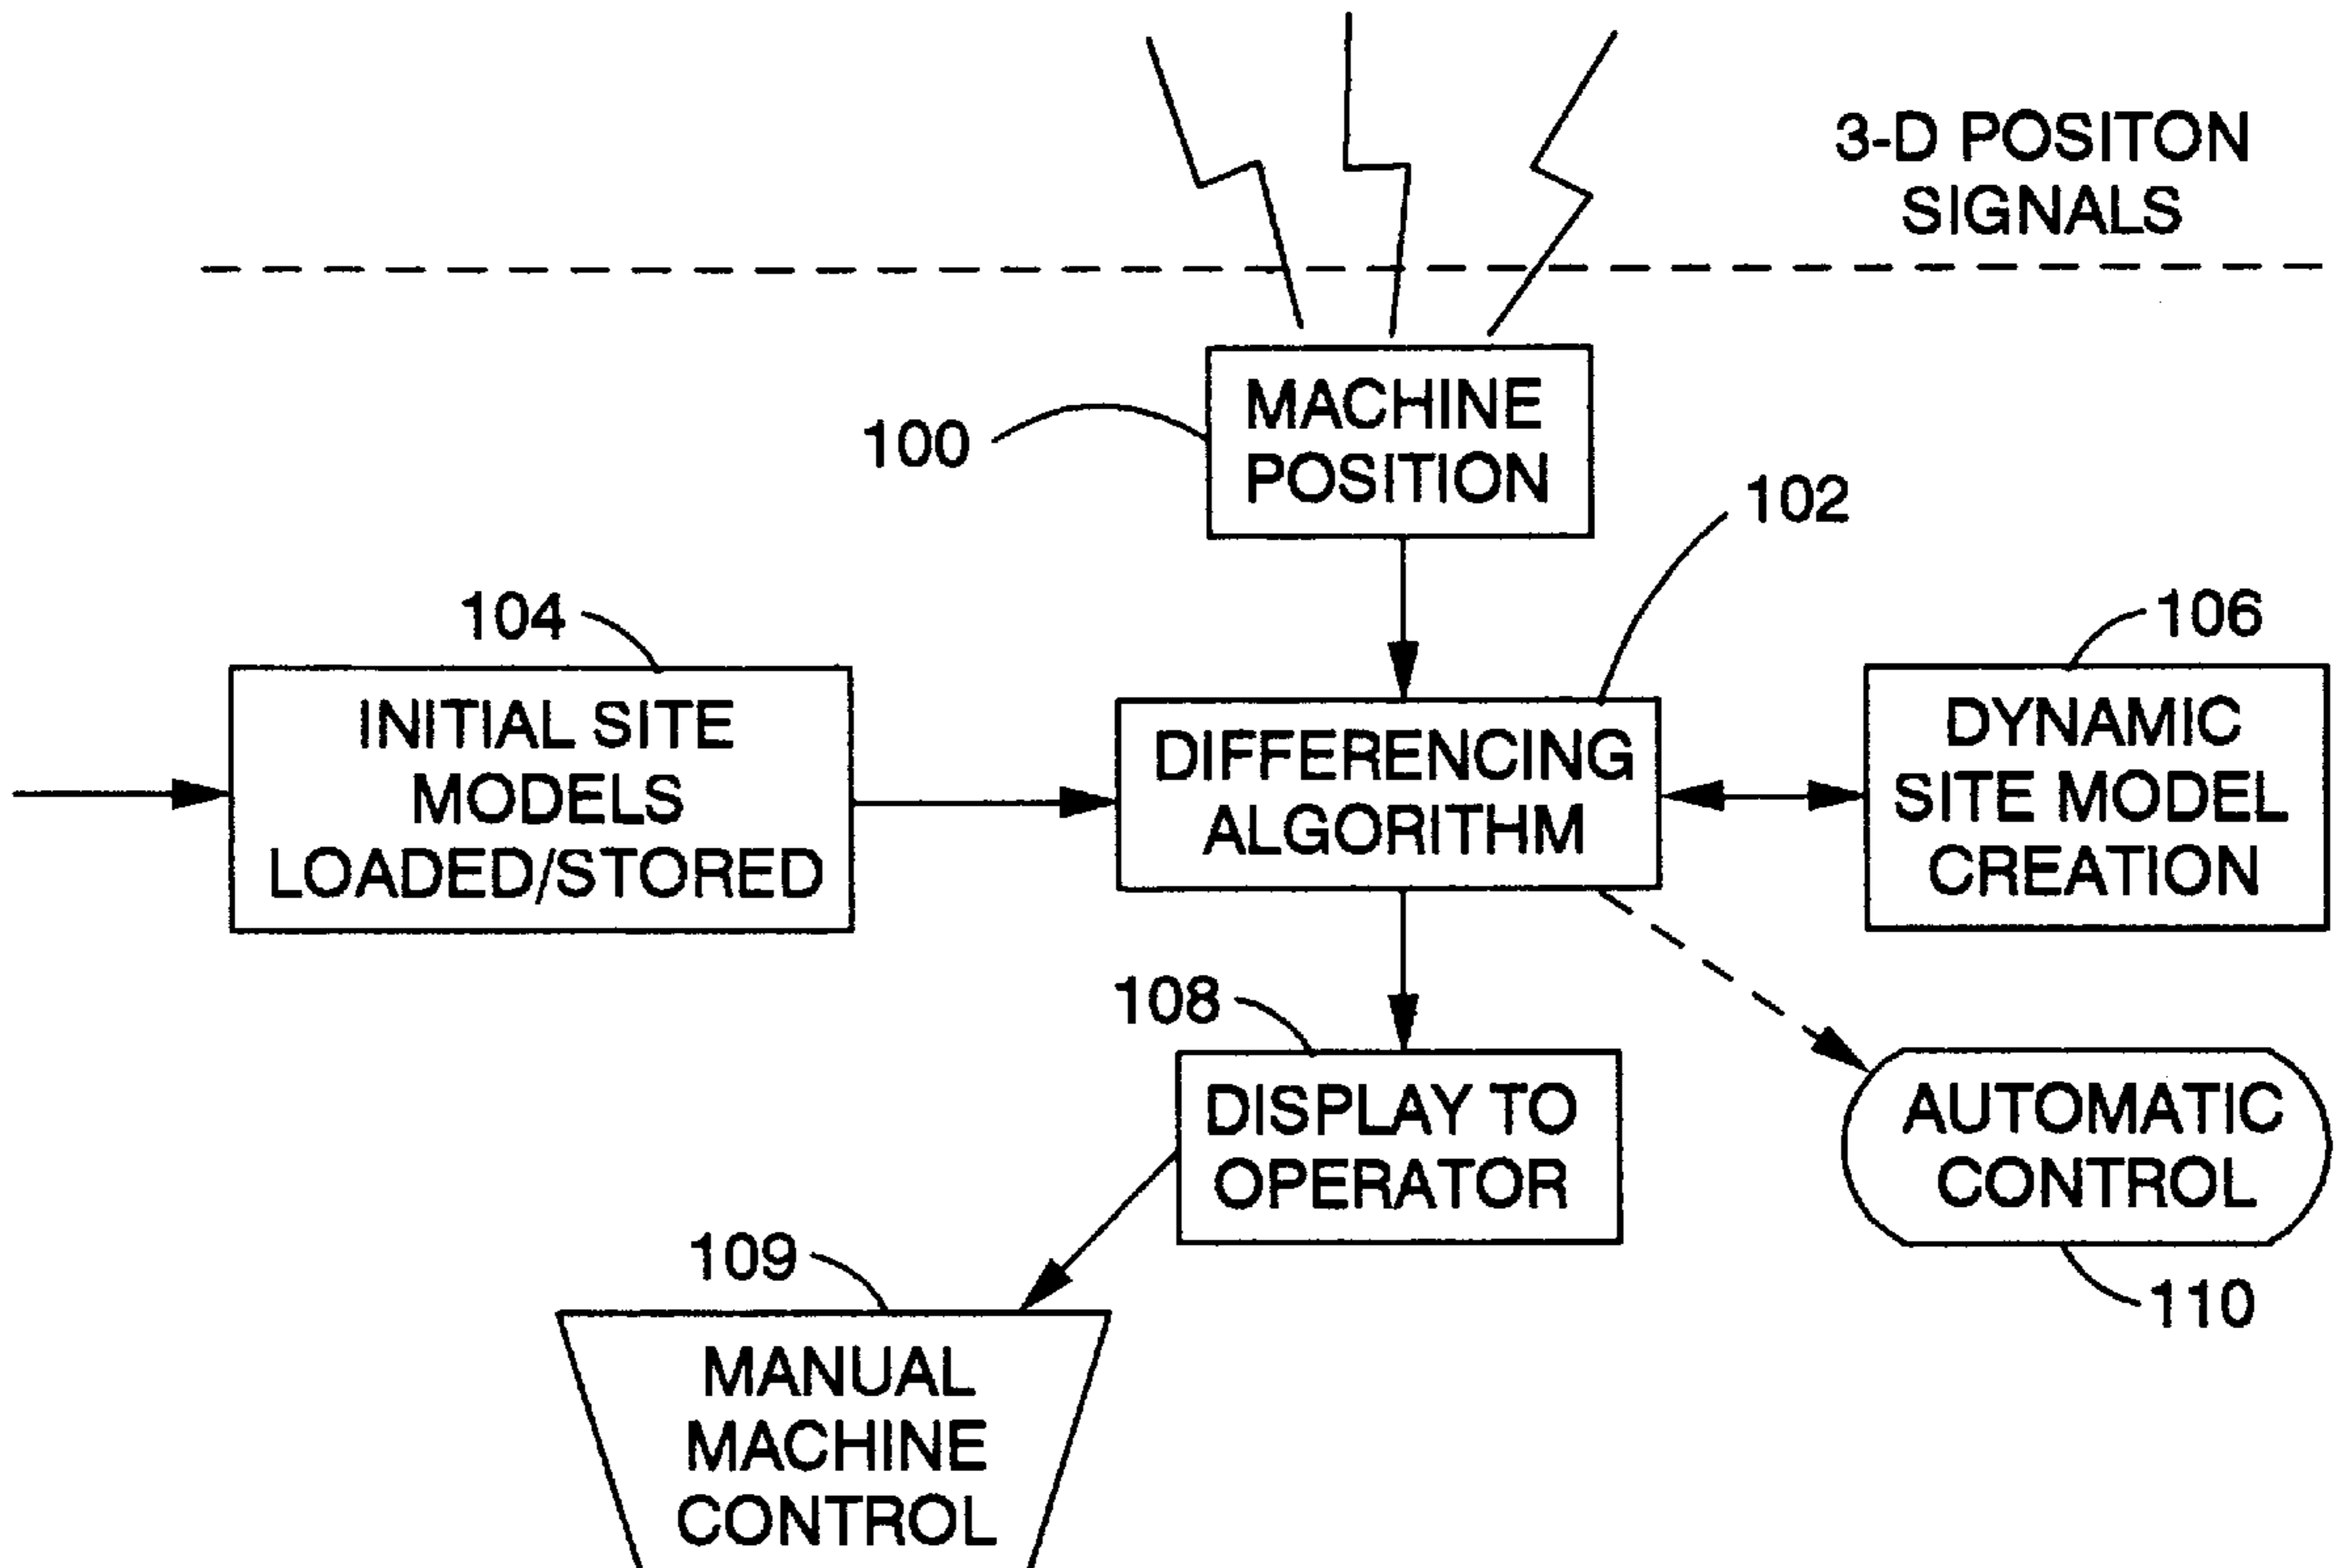 3-D POSITON
SIGNALS
100
MACHINE
POSITION
102
104
INITIAL SITE
MODELS
LOADED/STORED
DIFFERENCING
ALGORITHM
106
DYNAMIC
SITE MODEL
CREATION
108
DISPLAY TO
OPERATOR
AUTOMATIC
CONTROL
110
109
MANUAL
MACHINE
CONTROL